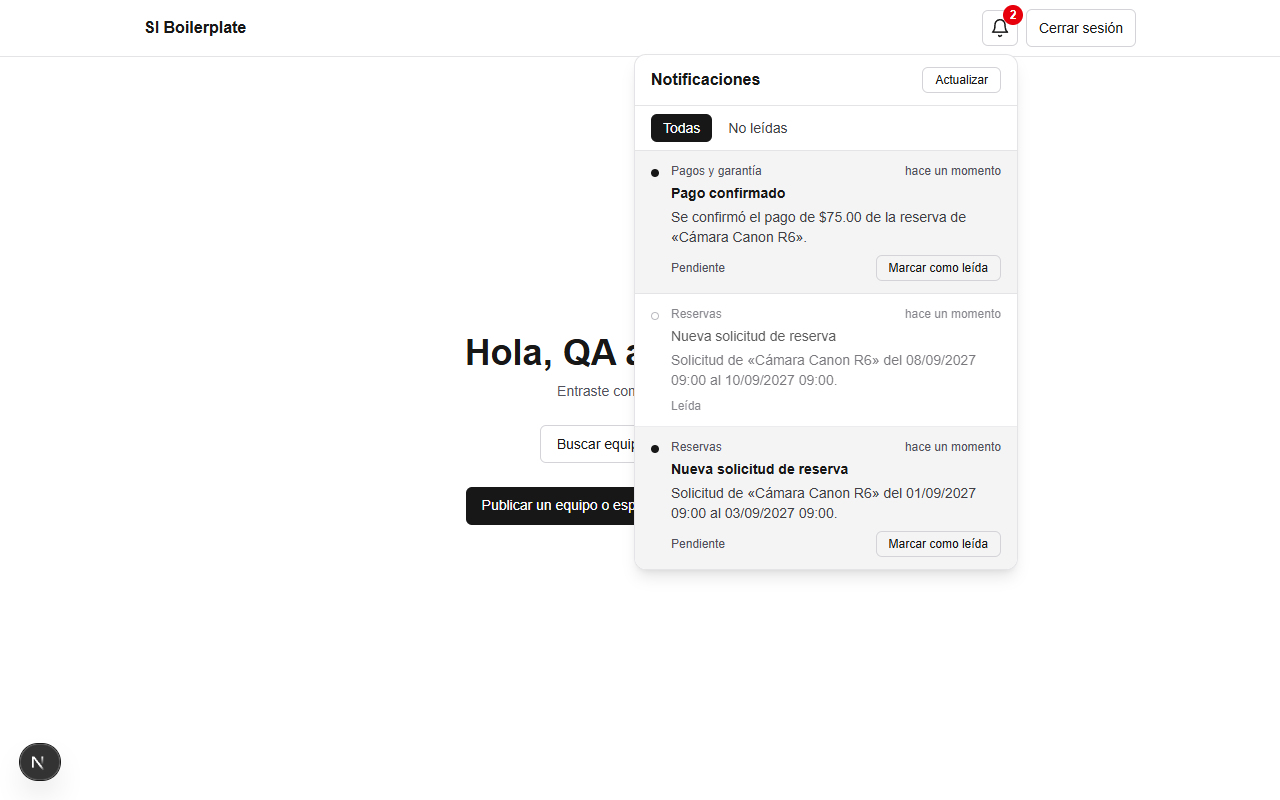 SI Boilerplate
2
Cerrar sesión
Notificaciones
Actualizar
Todas
No leídas
Pagos y garantía
hace un momento
Pago confirmado
Se confirmó el pago de $75.00 de la reserva de
«Cámara Canon R6».
Pendiente
Marcar como leída
Reservas
hace un momento
Nueva solicitud de reserva
Solicitud de «Cámara Canon R6» del 08/09/2027
09:00 al 10/09/2027 09:00.
Leída
Reservas
hace un momento
Nueva solicitud de reserva
Solicitud de «Cámara Canon R6» del 01/09/2027
09:00 al 03/09/2027 09:00.
Pendiente
Marcar como leída
Hola, QA
Entraste
Buscar
Publicar un equipo o
N